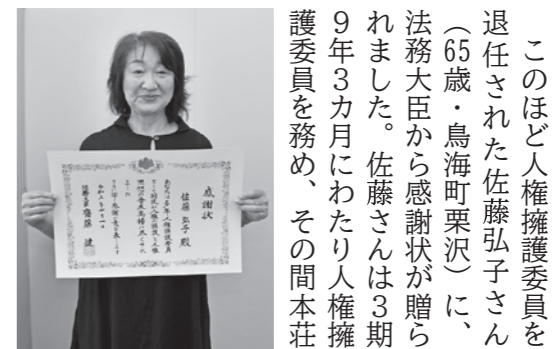 このほど人権擁護委員を
退任された佐藤弘子さん
（65歳・鳥海町栗沢）に、
法務大臣から感謝状が贈ら
れました。佐藤さんは３期
９年３カ月にわたり人権擁
護委員を務め、その間本荘
感謝状
佐藤弘子 殿